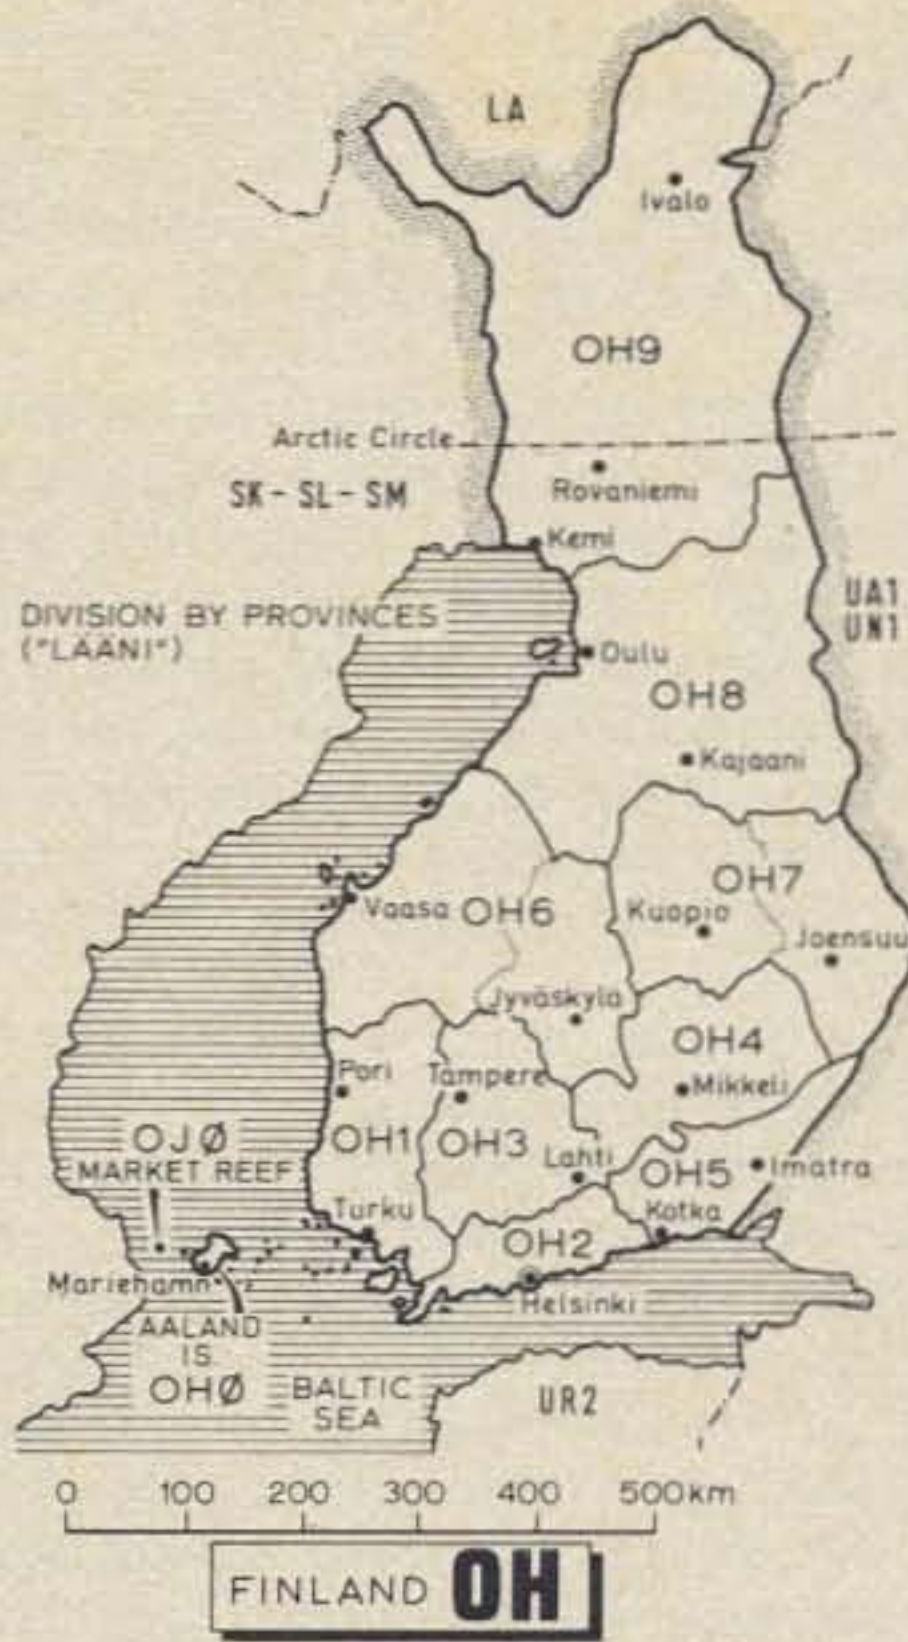 LA
Ivalo
OH9
Arctic Circle
SK - SL - SM
Rovaniemi
Kemi
DIVISION BY PROVINCES
("LAANI")
UA1
UN1
Oulu
OH8
Kajaani
OH7
Vaasa
OH6
Kuopio
Joensuu
Jyväskylä
OH4
Pori
Tampere
Mikkeli
OJØ
MARKET REEF
OH1
OH3
Lahti
OH5
Imatra
Turku
Kotka
OH2
Mariehamn
Helsinki
AALAND
IS
OHØ
BALTIC
SEA
UR2
0 100 200 300 400 500km
FINLAND OH